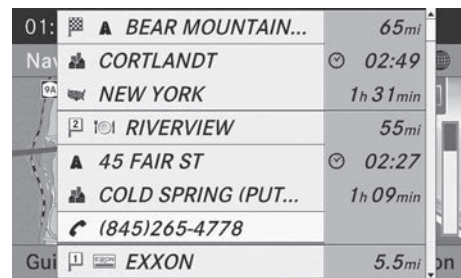 01:
BEAR MOUNTAIN... 65mi
Nav CORTLANDT 02:49
9A NEW YORK 1h 31min
2 RIVERVIEW 55mi
45 FAIR ST 02:27
COLD SPRING (PUT... 1h 09min
(845)265-4778
Gui 1 EXXON 5.5mi on